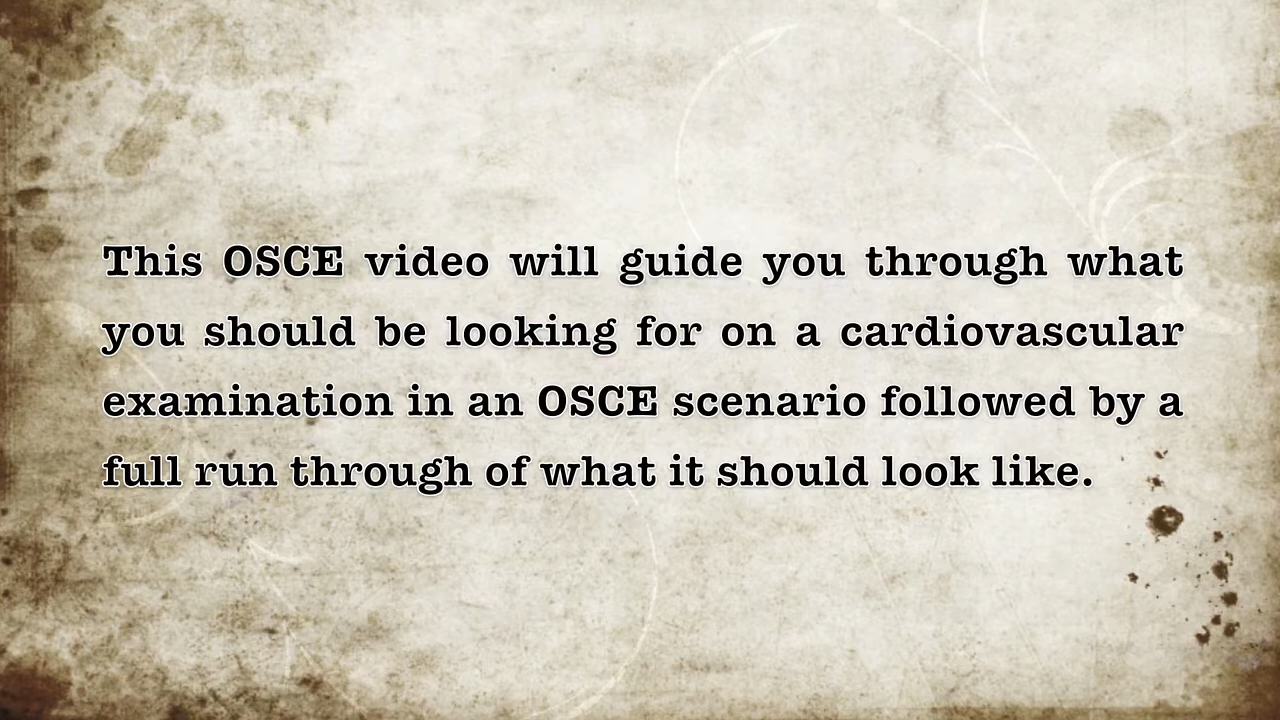 This OSCE video will guide you through what
you should be looking for on a cardiovascular
examination in an OSCE scenario followed by a
full run through of what it should look like.